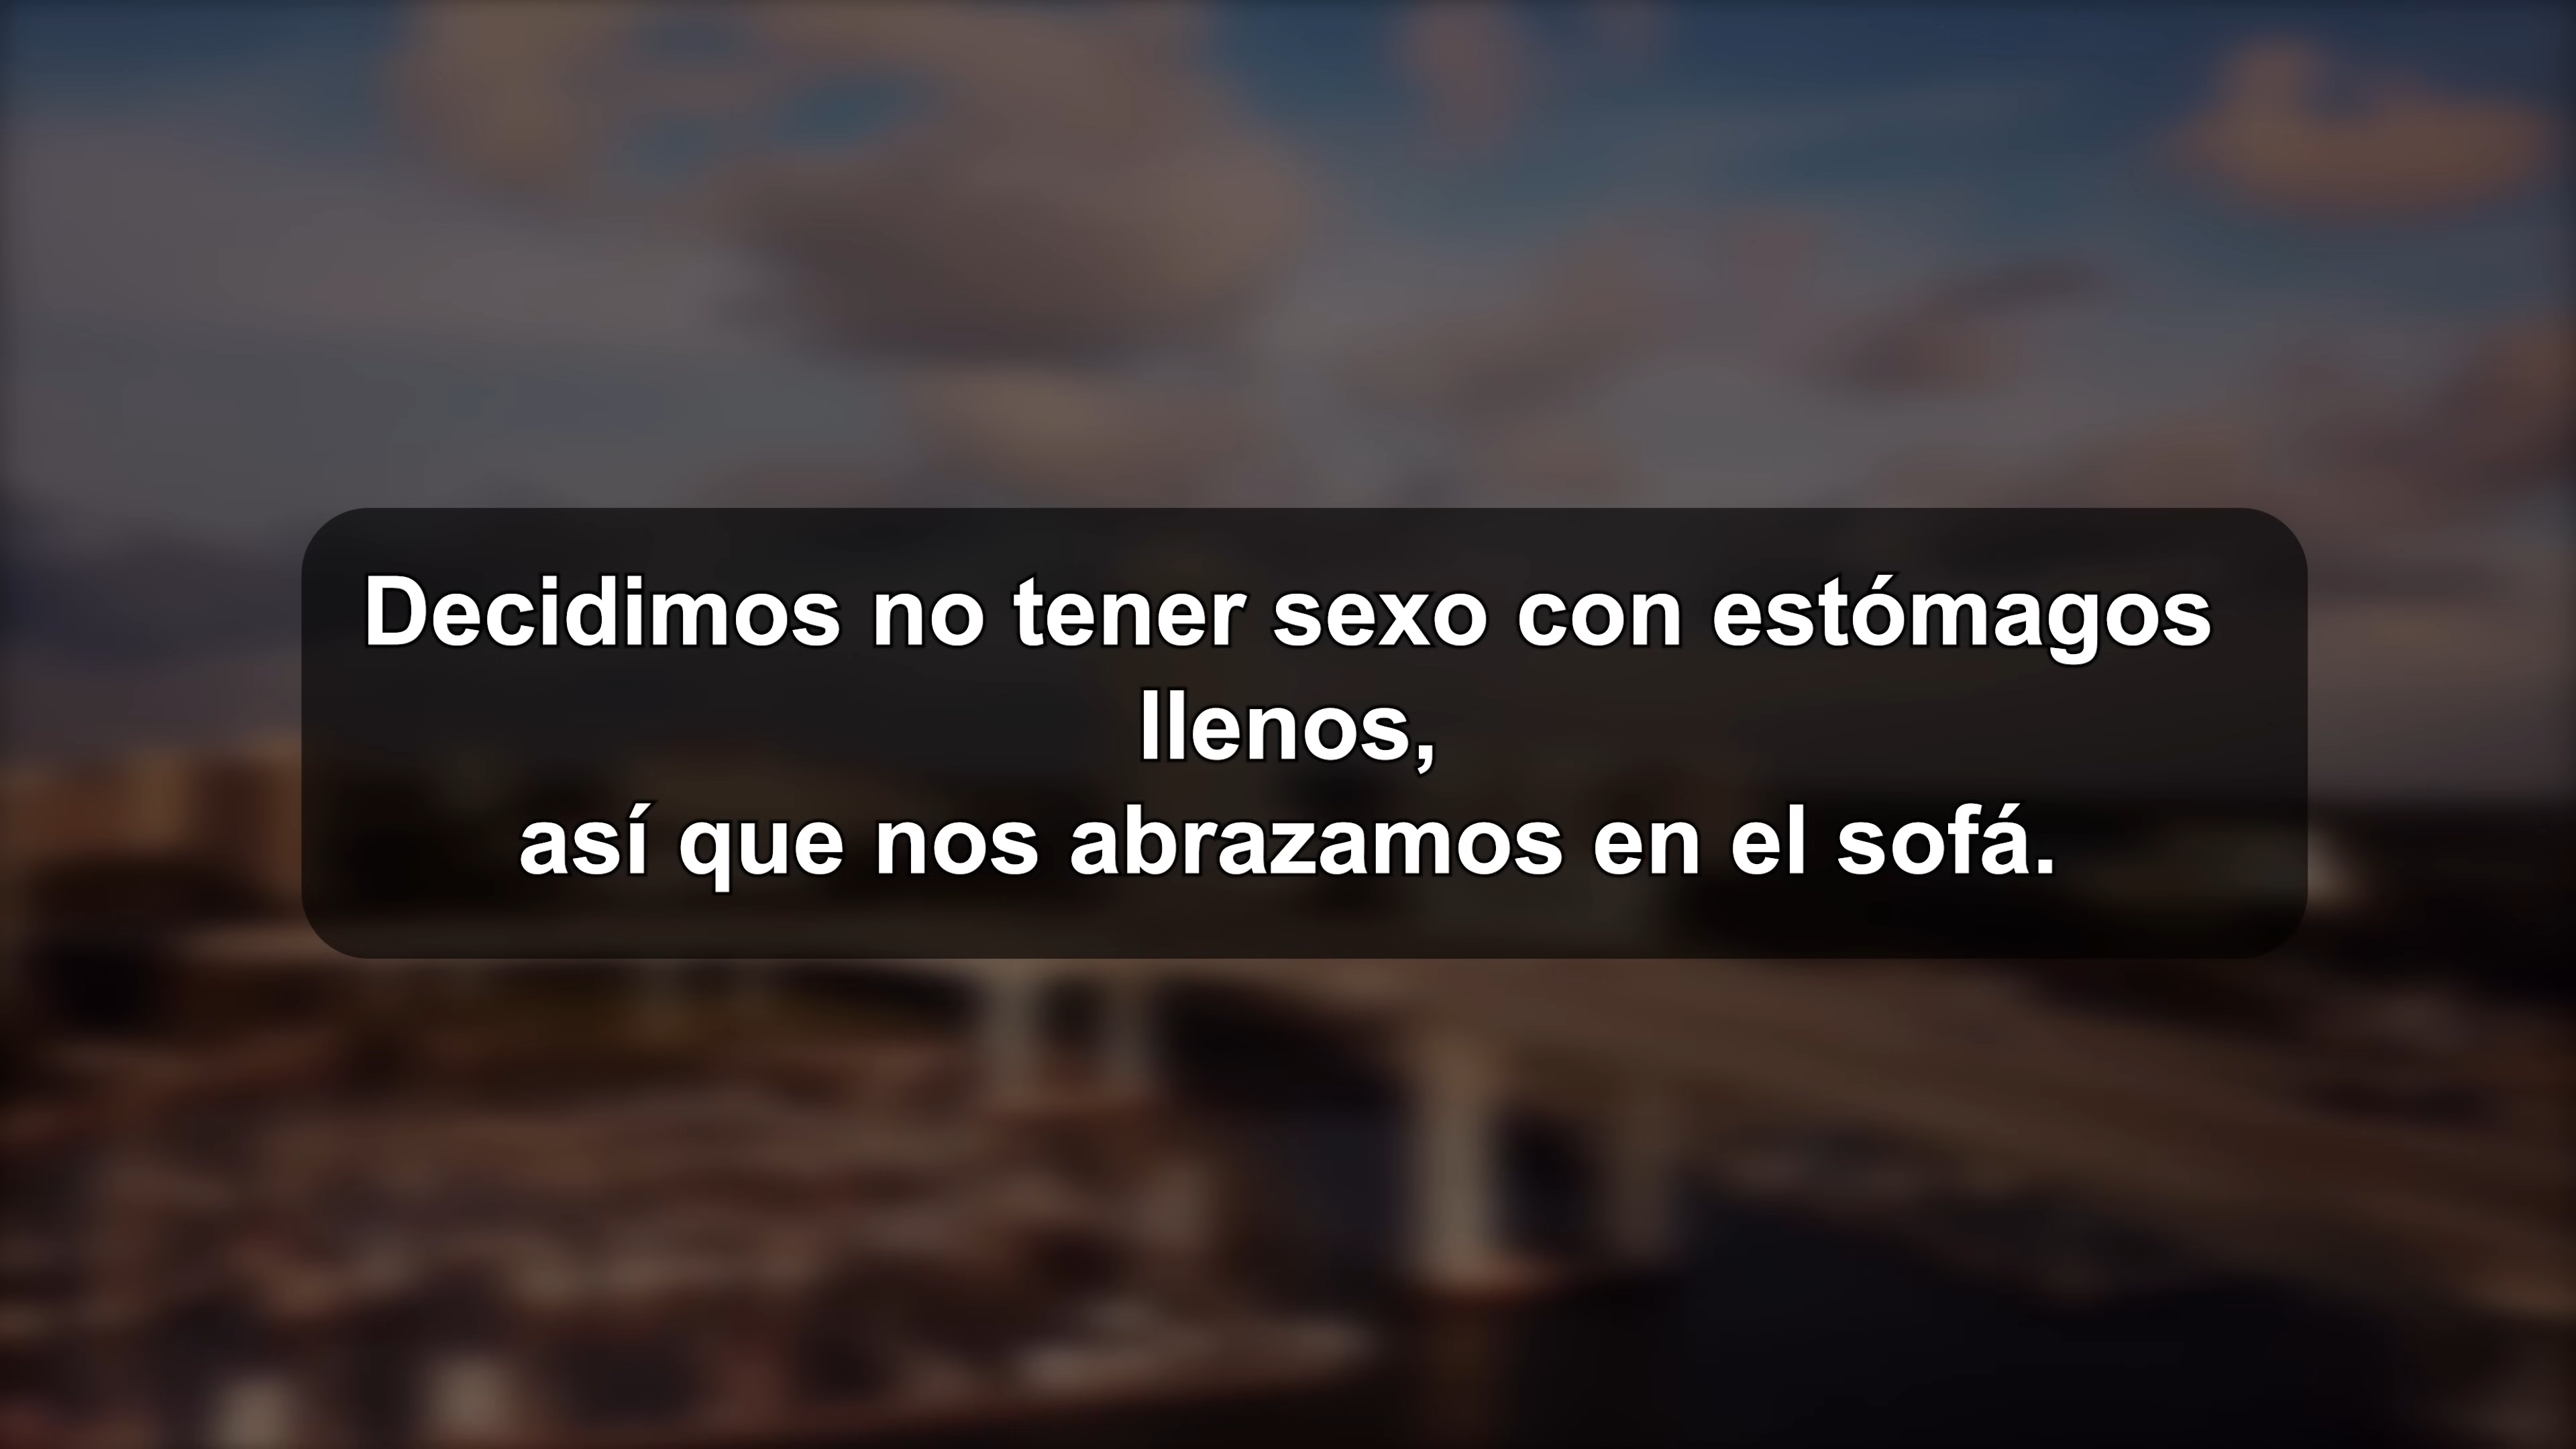 Decidimos no tener sexo con estómagos
llenos,
así que nos abrazamos en el sofá.